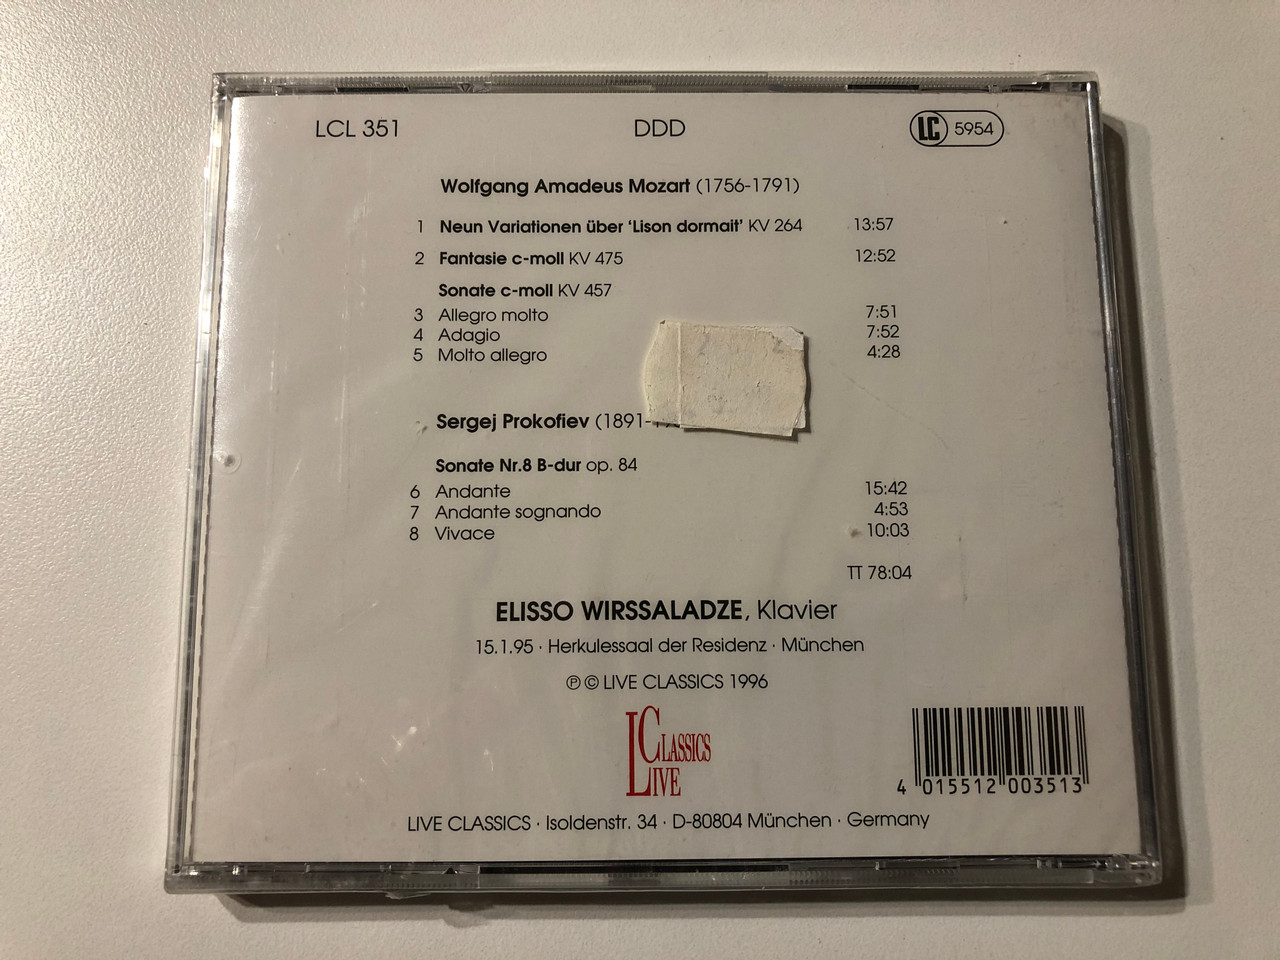 LCL 351 DDD LC 5954
Wolfgang Amadeus Mozart (1756-1791)
1 Neun Variationen über 'Lison dormait' KV 264 13:57
2 Fantasie c-moll KV 475 12:52
Sonate c-moll KV 457
3 Allegro molto 7:51
4 Adagio 7:52
5 Molto allegro 4:28
Sergej Prokofiev (1891-
Sonate Nr.8 B-dur op. 84
6 Andante 15:42
7 Andante sognando 4:53
8 Vivace 10:03
TT 78:04
ELISSO WIRSSALADZE, Klavier
15.1.95 · Herkulessaal der Residenz · München
℗ © LIVE CLASSICS 1996
CLASSICS
LIVE
4 015512 003513
LIVE CLASSICS · Isoldenstr. 34 · D-80804 München · Germany